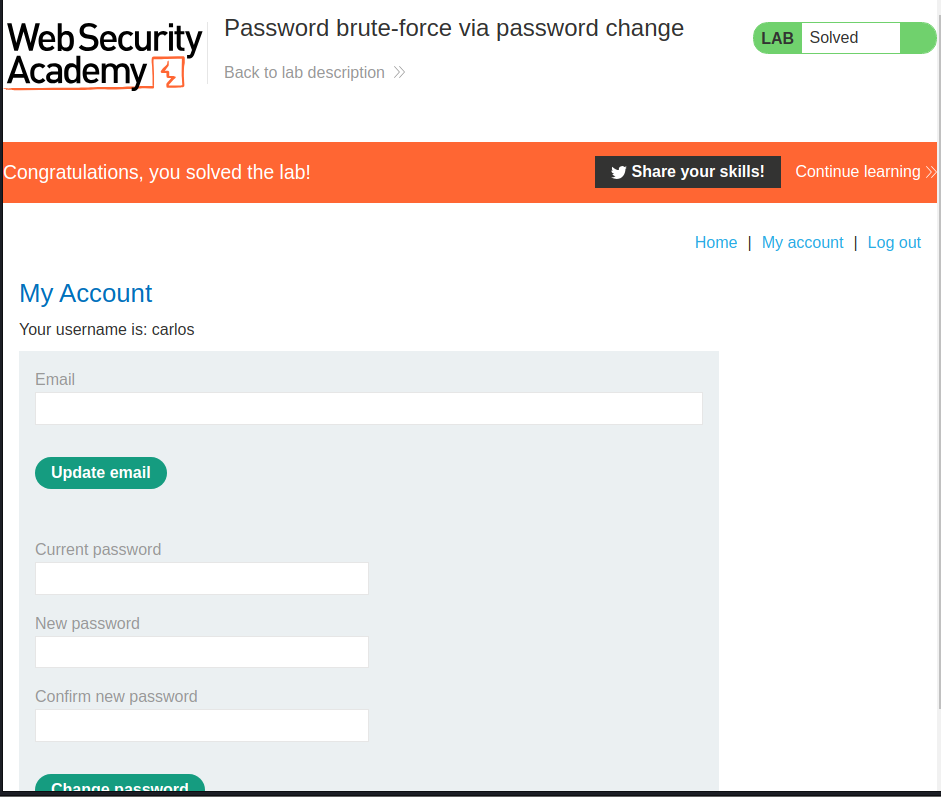 Web Security
Academy
Password brute-force via password change
Back to lab description
LAB Solved
Congratulations, you solved the lab!
Share your skills!
Continue learning
Home | My account | Log out
My Account
Your username is: carlos
Email
Update email
Current password
New password
Confirm new password
Change password